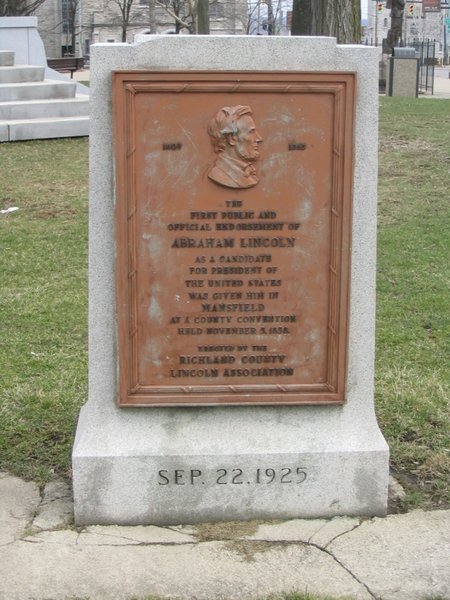 1809 1865
THE
FIRST PUBLIC AND
OFFICIAL ENDORSEMENT OF
ABRAHAM LINCOLN
AS A CANDIDATE
FOR PRESIDENT OF
THE UNITED STATES
WAS GIVEN HIM IN
MANSFIELD
AT A COUNTY CONVENTION
HELD NOVEMBER 5, 1858.
ERECTED BY THE
RICHLAND COUNTY
LINCOLN ASSOCIATION
SEP. 22. 1925